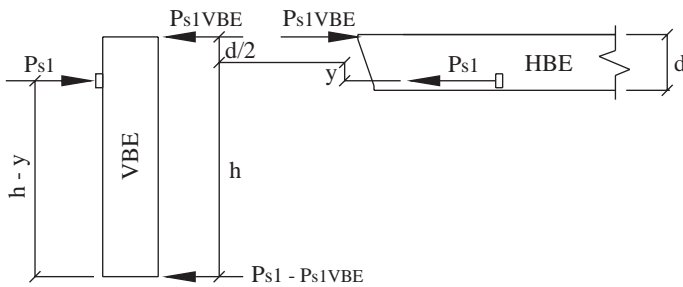 Ps1VBE
Ps1VBE
d/2
Ps1
y
Ps1
HBE
d
VBE
h - y
h
Ps1 - Ps1VBE